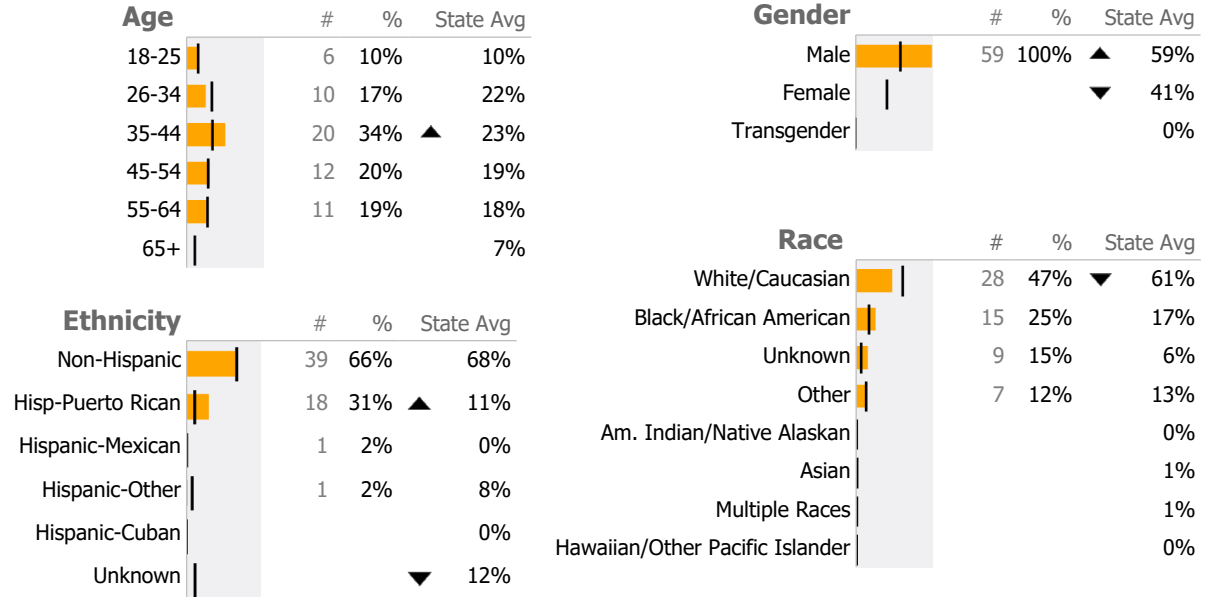 Age # % State Avg
18-25 6 10% 10%
26-34 10 17% 22%
35-44 20 34% ▲ 23%
45-54 12 20% 19%
55-64 11 19% 18%
65+ 7%
Ethnicity # % State Avg
Non-Hispanic 39 66% 68%
Hisp-Puerto Rican 18 31% ▲ 11%
Hispanic-Mexican 1 2% 0%
Hispanic-Other 1 2% 8%
Hispanic-Cuban 0%
Unknown ▼ 12%
Gender # % State Avg
Male 59 100% ▲ 59%
Female ▼ 41%
Transgender 0%
Race # % State Avg
White/Caucasian 28 47% ▼ 61%
Black/African American 15 25% 17%
Unknown 9 15% 6%
Other 7 12% 13%
Am. Indian/Native Alaskan 0%
Asian 1%
Multiple Races 1%
Hawaiian/Other Pacific Islander 0%